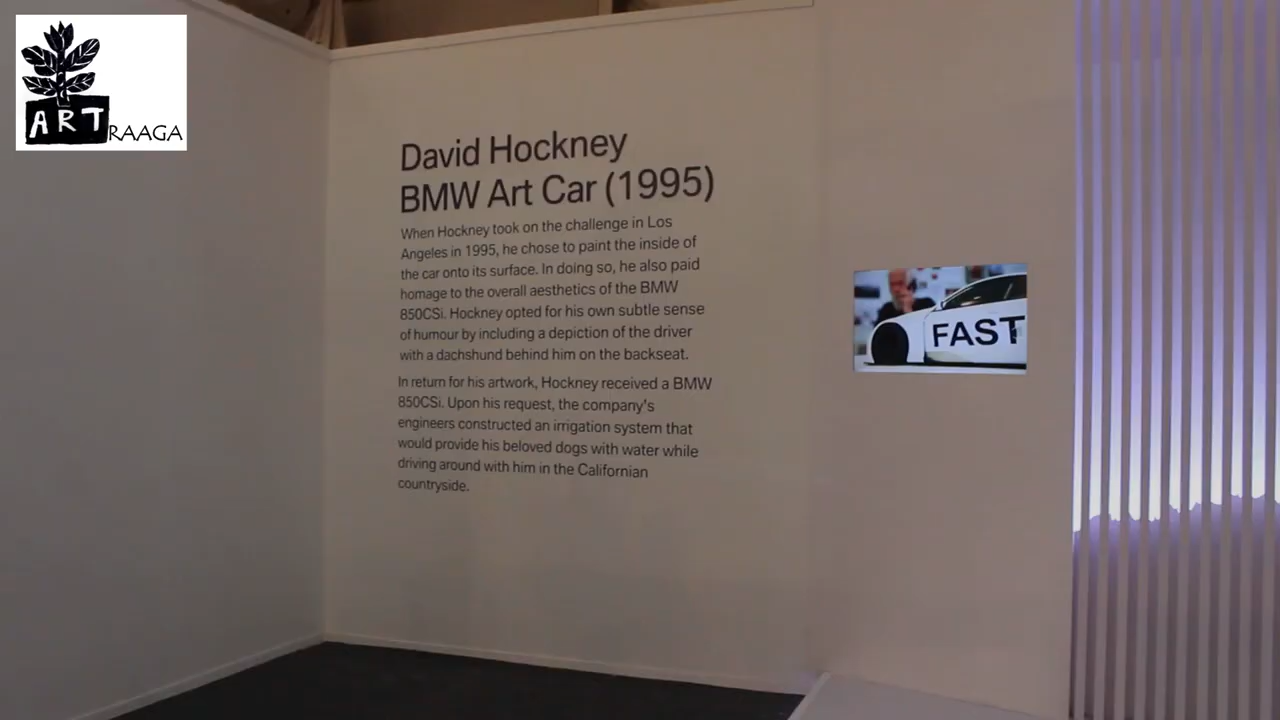 ART RAAGA
David Hockney
BMW Art Car (1995)
When Hockney took on the challenge in Los
Angeles in 1995, he chose to paint the inside of
the car onto its surface. In doing so, he also paid
homage to the overall aesthetics of the BMW
850CSi. Hockney opted for his own subtle sense
of humour by including a depiction of the driver
with a dachshund behind him on the backseat.
In return for his artwork, Hockney received a BMW
850CSi. Upon his request, the company's
engineers constructed an irrigation system that
would provide his beloved dogs with water while
driving around with him in the Californian
countryside.
FAST